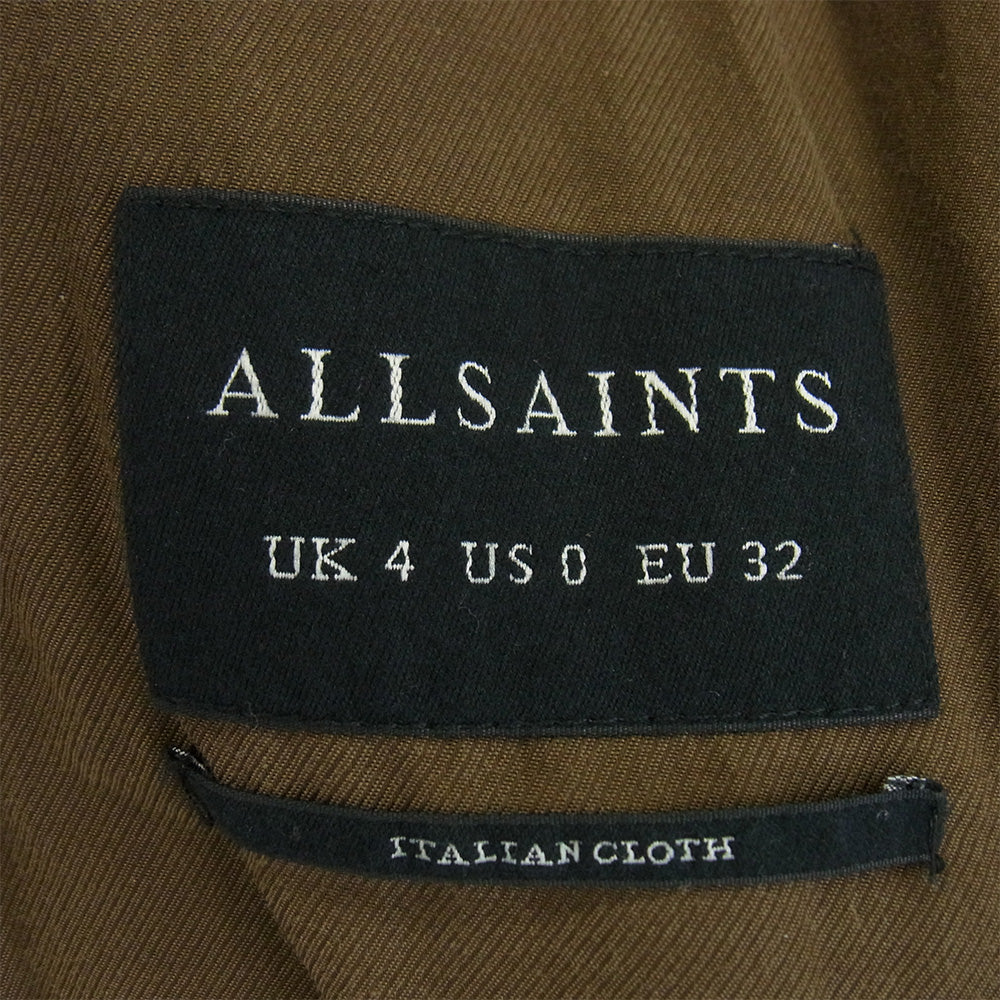 ALLSAINTS
UK 4 US 0 EU 32
ITALIAN CLOTH